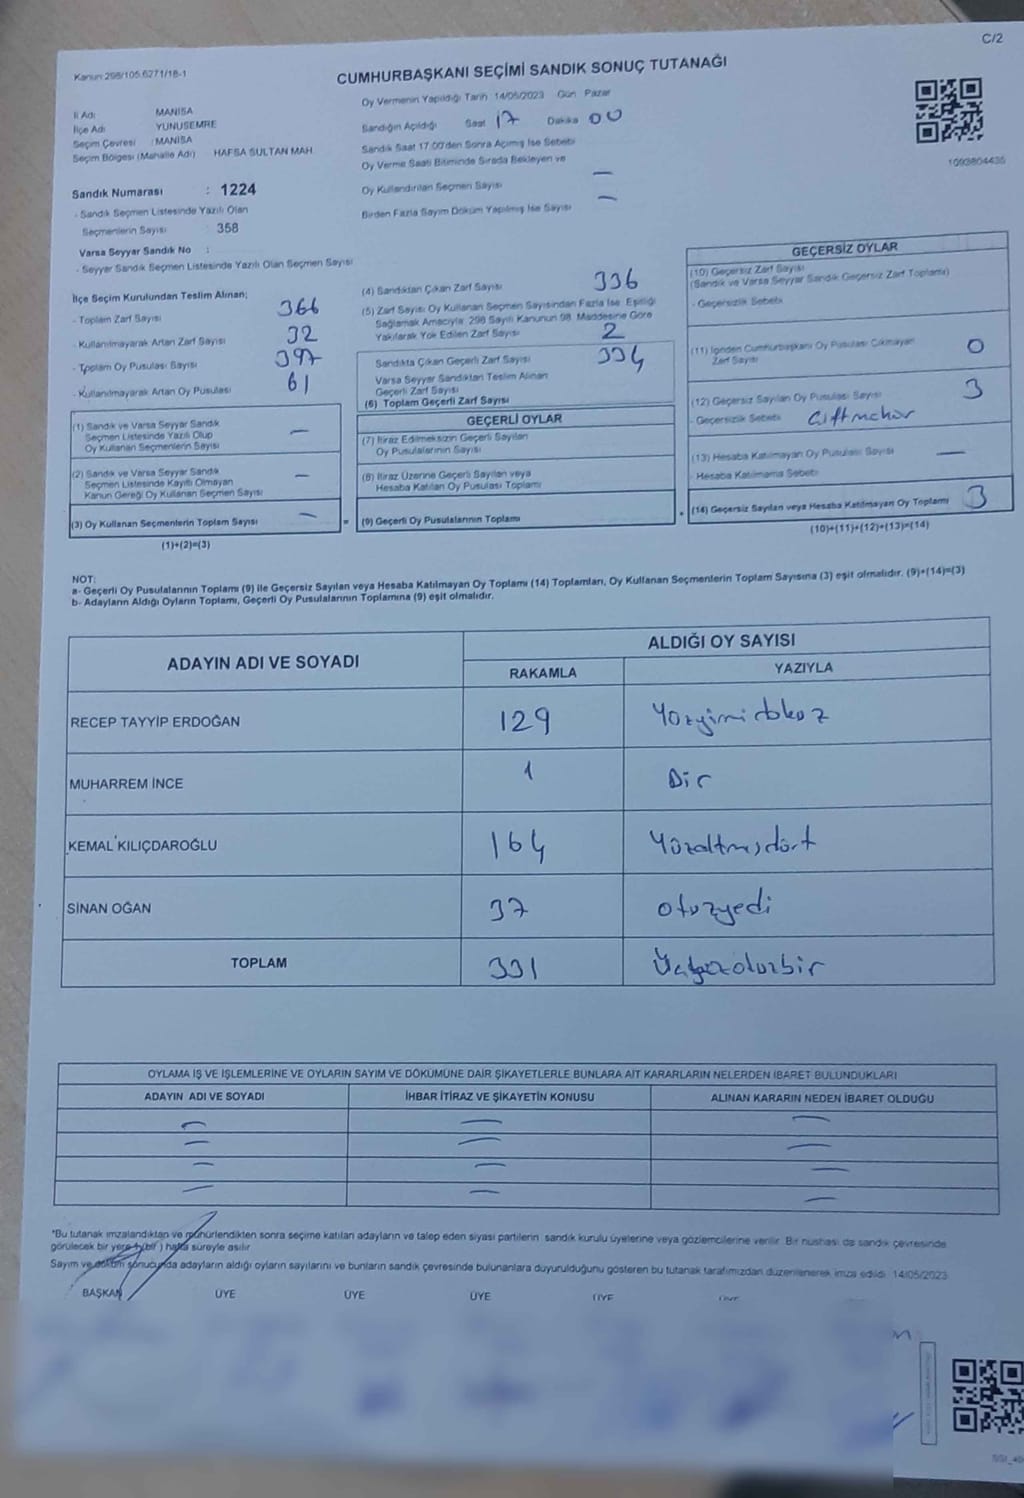 C/2
Kanun:298/105,6271/18-1
CUMHURBAŞKANI SEÇİMİ SANDIK SONUÇ TUTANAĞI
İl Adı : MANİSA
İlçe Adı : YUNUSEMRE
Seçim Çevresi : MANİSA
Seçim Bölgesi (Mahalle Adı) HAFSA SULTAN MAH.
Oy Vermenin Yapıldığı Tarih: 14/05/2023 Gün: Pazar
Sandığın Açıldığı Saat 17 Dakika 00
Sandık Saat 17.00'den Sonra Açımış İse Sebebi
Oy Verme Saati Bitiminde Sırada Bekleyen ve
Oy Kullandırılan Seçmen Sayısı —
Birden Fazla Sayım Döküm Yapılmış İse Sayısı —
1093804435
Sandık Numarası : 1224
- Sandık Seçmen Listesinde Yazılı Olan
Seçmenlerin Sayısı : 358
Varsa Seyyar Sandık No :
- Seyyar Sandık Seçmen Listesinde Yazılı Olan Seçmen Sayısı
İlçe Seçim Kurulundan Teslim Alınan;
- Toplam Zarf Sayısı 366
- Kullanılmayarak Artan Zarf Sayısı 32
- Toplam Oy Pusulası Sayısı 397
- Kullanılmayarak Artan Oy Pusulası 61
(1) Sandık ve Varsa Seyyar Sandık
Seçmen Listesinde Yazılı Olup
Oy Kullanan Seçmenlerin Sayısı —
(2) Sandık ve Varsa Seyyar Sandık
Seçmen Listesinde Kayıtlı Olmayan
Kanun Gereği Oy Kullanan Seçmen Sayısı —
(3) Oy Kullanan Seçmenlerin Toplam Sayısı —
(1)+(2)=(3)
(4) Sandıktan Çıkan Zarf Sayısı 336
(5) Zarf Sayısı Oy Kullanan Seçmen Sayısından Fazla İse, Eşitliği
Sağlamak Amacıyla, 298 Sayılı Kanunun 98. Maddesine Göre
Yakılarak Yok Edilen Zarf Sayısı 2
Sandıkta Çıkan Geçerli Zarf Sayısı 334
Varsa Seyyar Sandıktan Teslim Alınan
Geçerli Zarf Sayısı
(6) Toplam Geçerli Zarf Sayısı
GEÇERLİ OYLAR
(7) İtiraz Edilmeksizin Geçerli Sayılan
Oy Pusulalarının Sayısı
(8) İtiraz Üzerine Geçerli Sayılan veya
Hesaba Katılan Oy Pusulası Toplamı
= (9) Geçerli Oy Pusulalarının Toplamı
GEÇERSİZ OYLAR
(10) Geçersiz Zarf Sayısı
(Sandık ve Varsa Seyyar Sandık Geçersiz Zarf Toplamı)
- Geçersizlik Sebebi
(11) İçinden Cumhurbaşkanı Oy Pusulası Çıkmayan
Zarf Sayısı 0
(12) Geçersiz Sayılan Oy Pusulası Sayısı 3
- Geçersizlik Sebebi
(13) Hesaba Katılmayan Oy Pusulası Sayısı —
- Hesaba Katılmama Sebebi
+ (14) Geçersiz Sayılan veya Hesaba Katılmayan Oy Toplamı 3
(10)+(11)+(12)+(13)=(14)
NOT:
a- Geçerli Oy Pusulalarının Toplamı (9) ile Geçersiz Sayılan veya Hesaba Katılmayan Oy Toplamı (14) Toplamları, Oy Kullanan Seçmenlerin Toplam Sayısına (3) eşit olmalıdır. (9)+(14)=(3)
b- Adayların Aldığı Oyların Toplamı, Geçerli Oy Pusulalarının Toplamına (9) eşit olmalıdır.
ADAYIN ADI VE SOYADI ALDIĞI OY SAYISI
RAKAMLA YAZIYLA
RECEP TAYYİP ERDOĞAN 129 Yüzyirmidokuz
MUHARREM İNCE 1 Bir
KEMAL KILIÇDAROĞLU 164 Yüzaltmışdört
SİNAN OĞAN 37 otuzyedi
TOPLAM 331 Üçyüzotuzbir
OYLAMA İŞ VE İŞLEMLERİNE VE OYLARIN SAYIM VE DÖKÜMÜNE DAİR ŞİKAYETLERLE BUNLARA AİT KARARLARIN NELERDEN İBARET BULUNDUKLARI
ADAYIN ADI VE SOYADI İHBAR İTİRAZ VE ŞİKAYETİN KONUSU ALINAN KARARIN NEDEN İBARET OLDUĞU
— — —
— — —
— — —
— — —
*Bu tutanak imzalandıktan ve mühürlendikten sonra seçime katılan adayların ve talep eden siyasi partilerin sandık kurulu üyelerine veya gözlemcilerine verilir. Bir nüshası da sandık çevresinde
görülecek bir yere 1 (bir ) hafta süreyle asılır.
Sayım ve döküm sonucunda adayların aldığı oyların sayılarını ve bunların sandık çevresinde bulunanlara duyurulduğunu gösteren bu tutanak tarafımızdan düzenlenerek imza edildi. 14/05/2023
BAŞKAN ÜYE ÜYE ÜYE ÜYE ÜYE